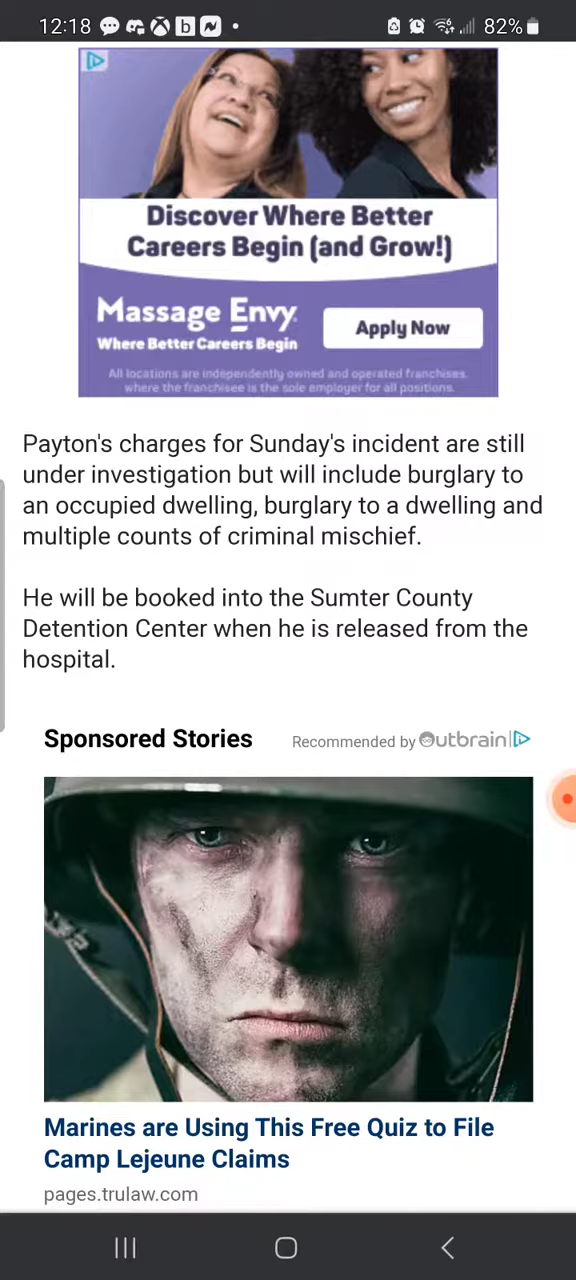 12:18 82%
Discover Where Better
Careers Begin (and Grow!)
Massage Envy
Where Better Careers Begin
Apply Now
All locations are independently owned and operated franchises.
where the franchisee is the sole employer for all positions.
Payton's charges for Sunday's incident are still
under investigation but will include burglary to
an occupied dwelling, burglary to a dwelling and
multiple counts of criminal mischief.
He will be booked into the Sumter County
Detention Center when he is released from the
hospital.
Sponsored Stories Recommended by Outbrain
Marines are Using This Free Quiz to File
Camp Lejeune Claims
pages.trulaw.com